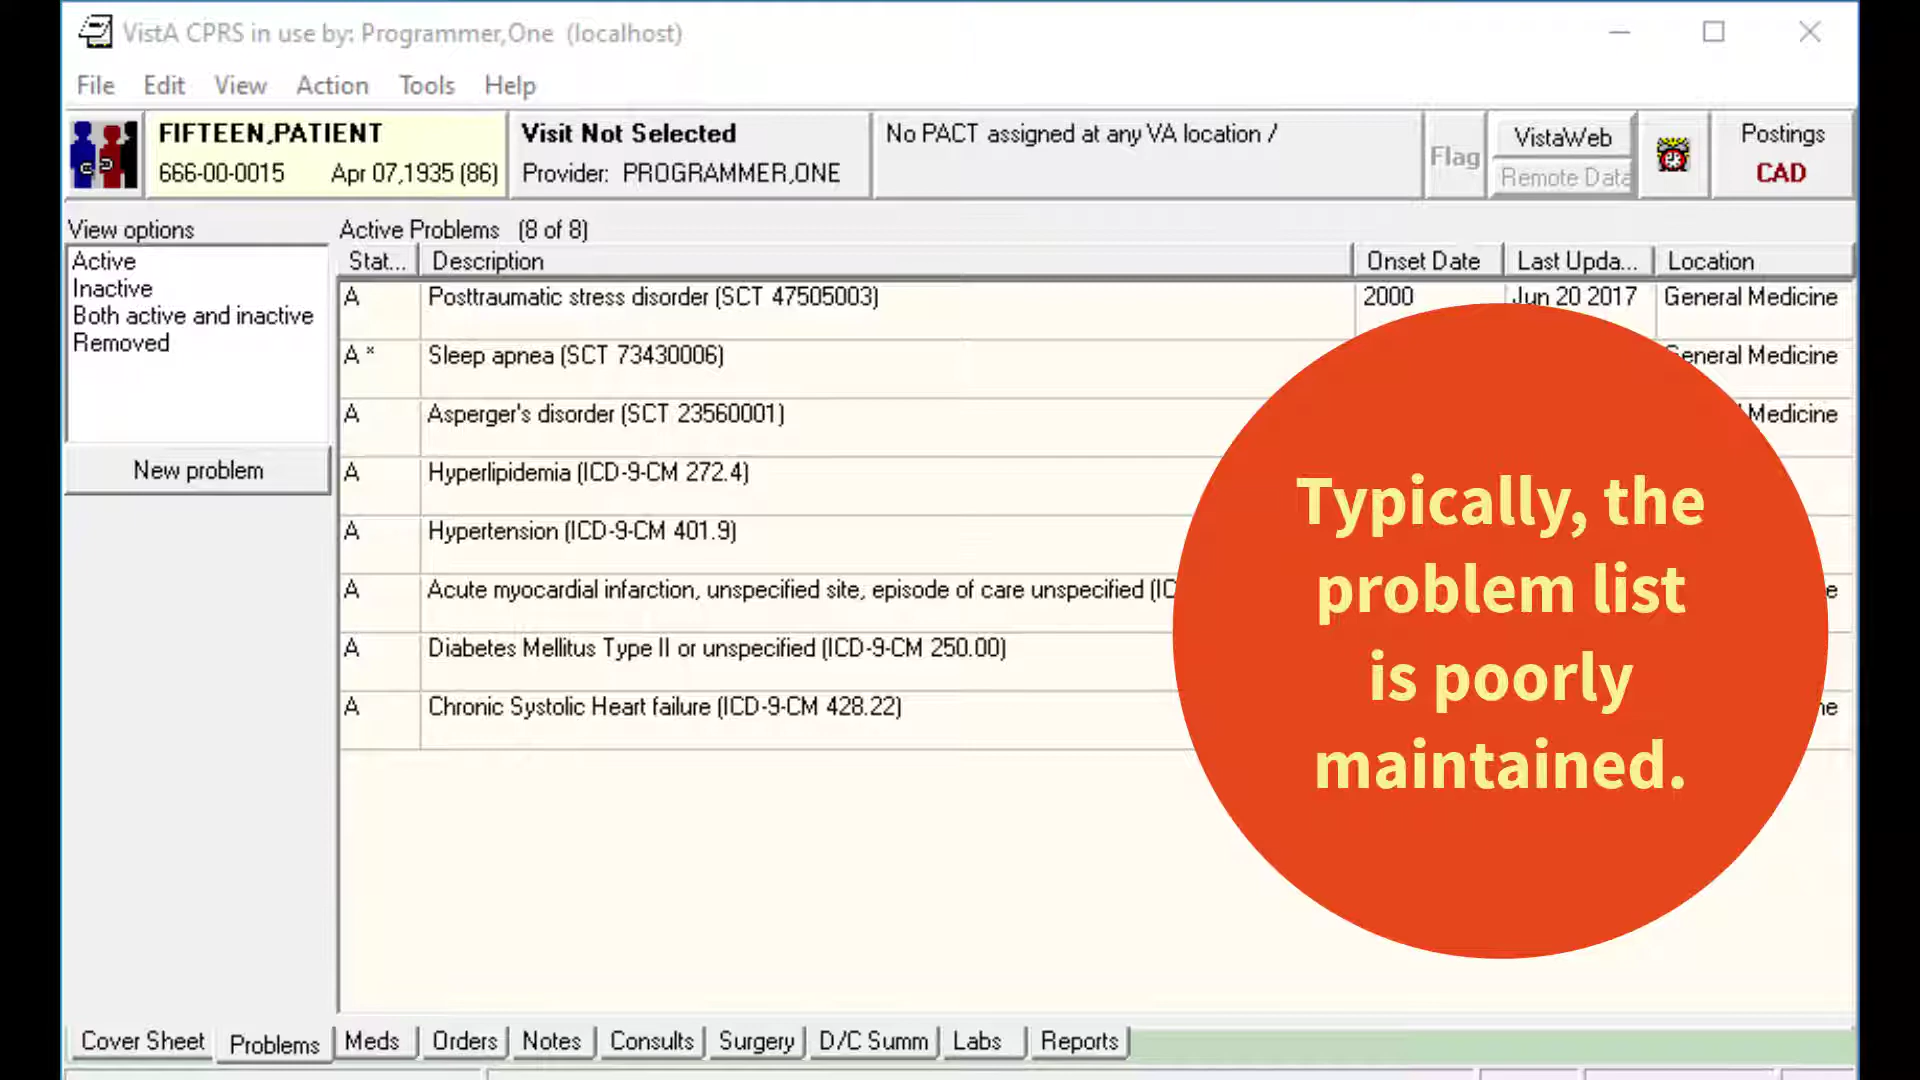 VistA CPRS in use by: Programmer,One (localhost)
File Edit View Action Tools Help
FIFTEEN,PATIENT
666-00-0015 Apr 07,1935 (86)
Visit Not Selected
Provider: PROGRAMMER,ONE
No PACT assigned at any VA location /
Flag
VistaWeb
Remote Data
Postings
CAD
View options
Active
Inactive
Both active and inactive
Removed
New problem
Active Problems (8 of 8)
Stat... Description Onset Date Last Upda... Location
A Posttraumatic stress disorder (SCT 47505003) 2000 Jun 20 2017 General Medicine
A * Sleep apnea (SCT 73430006) General Medicine
A Asperger's disorder (SCT 23560001) Medicine
A Hyperlipidemia (ICD-9-CM 272.4)
A Hypertension (ICD-9-CM 401.9)
A Acute myocardial infarction, unspecified site, episode of care unspecified (IC
A Diabetes Mellitus Type II or unspecified (ICD-9-CM 250.00)
A Chronic Systolic Heart failure (ICD-9-CM 428.22)
Typically, the
problem list
is poorly
maintained.
Cover Sheet Problems Meds Orders Notes Consults Surgery D/C Summ Labs Reports